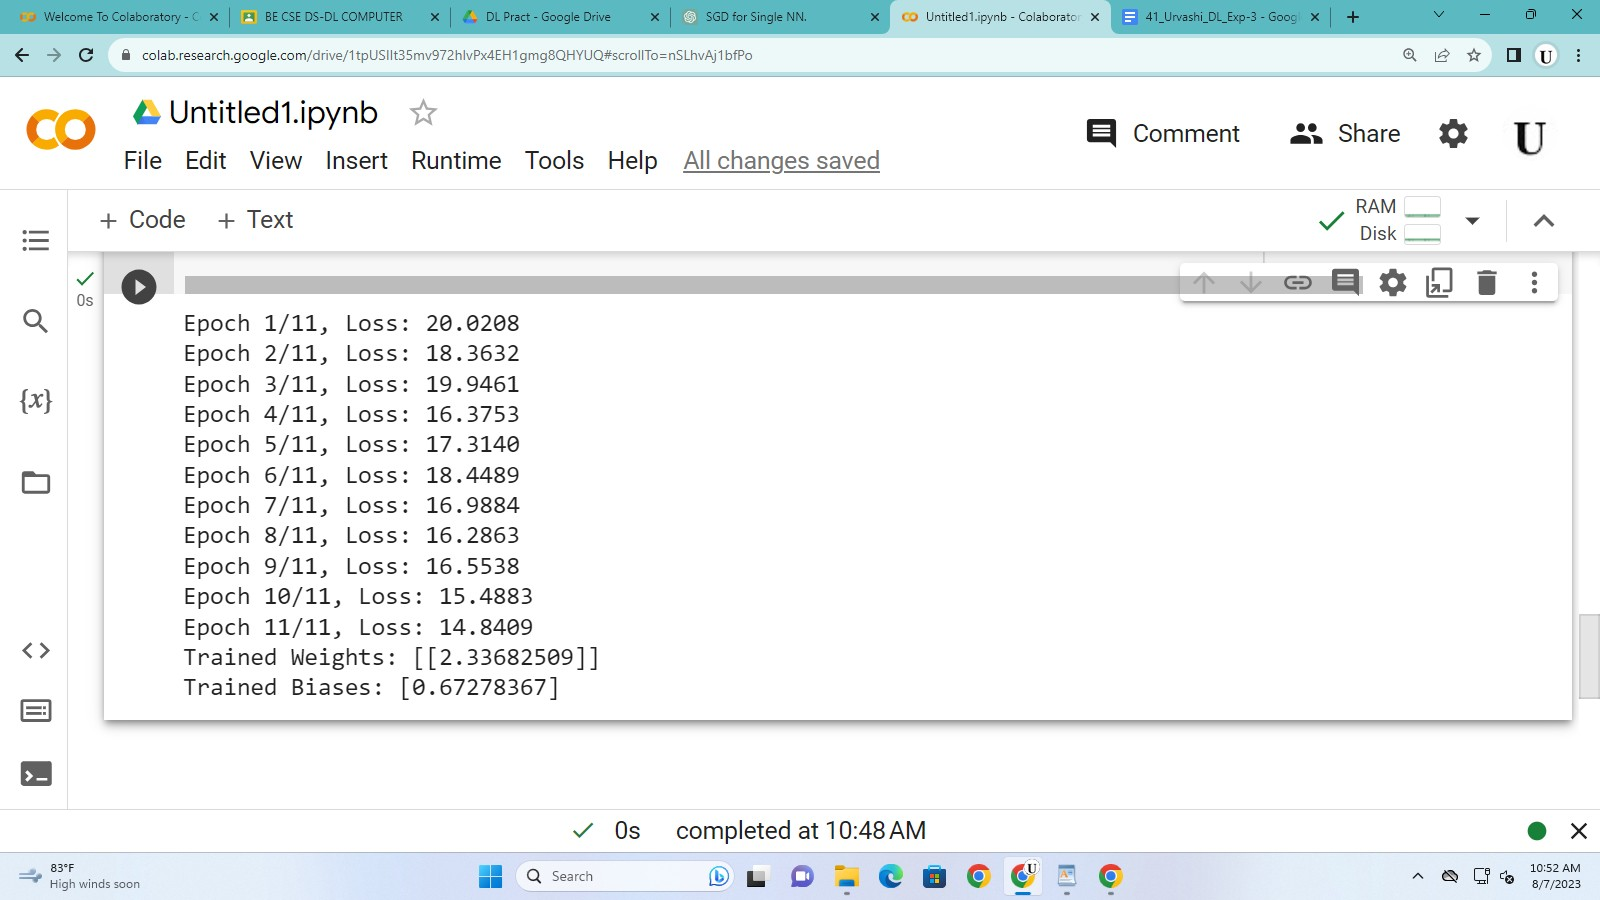 Welcome To Colaboratory - C
BE CSE DS-DL COMPUTER
DL Pract - Google Drive
SGD for Single NN.
Untitled1.ipynb - Colaborator
41_Urvashi_DL_Exp-3 - Goog
colab.research.google.com/drive/1tpUSIlt35mv972hlvPx4EH1gmg8QHYUQ#scrollTo=nSLhvAj1bfPo
U
Untitled1.ipynb
Comment
Share
U
File Edit View Insert Runtime Tools Help All changes saved
+ Code + Text
RAM
Disk
0s
{x}
Epoch 1/11, Loss: 20.0208
Epoch 2/11, Loss: 18.3632
Epoch 3/11, Loss: 19.9461
Epoch 4/11, Loss: 16.3753
Epoch 5/11, Loss: 17.3140
Epoch 6/11, Loss: 18.4489
Epoch 7/11, Loss: 16.9884
Epoch 8/11, Loss: 16.2863
Epoch 9/11, Loss: 16.5538
Epoch 10/11, Loss: 15.4883
Epoch 11/11, Loss: 14.8409
Trained Weights: [[2.33682509]]
Trained Biases: [0.67278367]
0s completed at 10:48 AM
83°F
High winds soon
Search
U
10:52 AM
8/7/2023